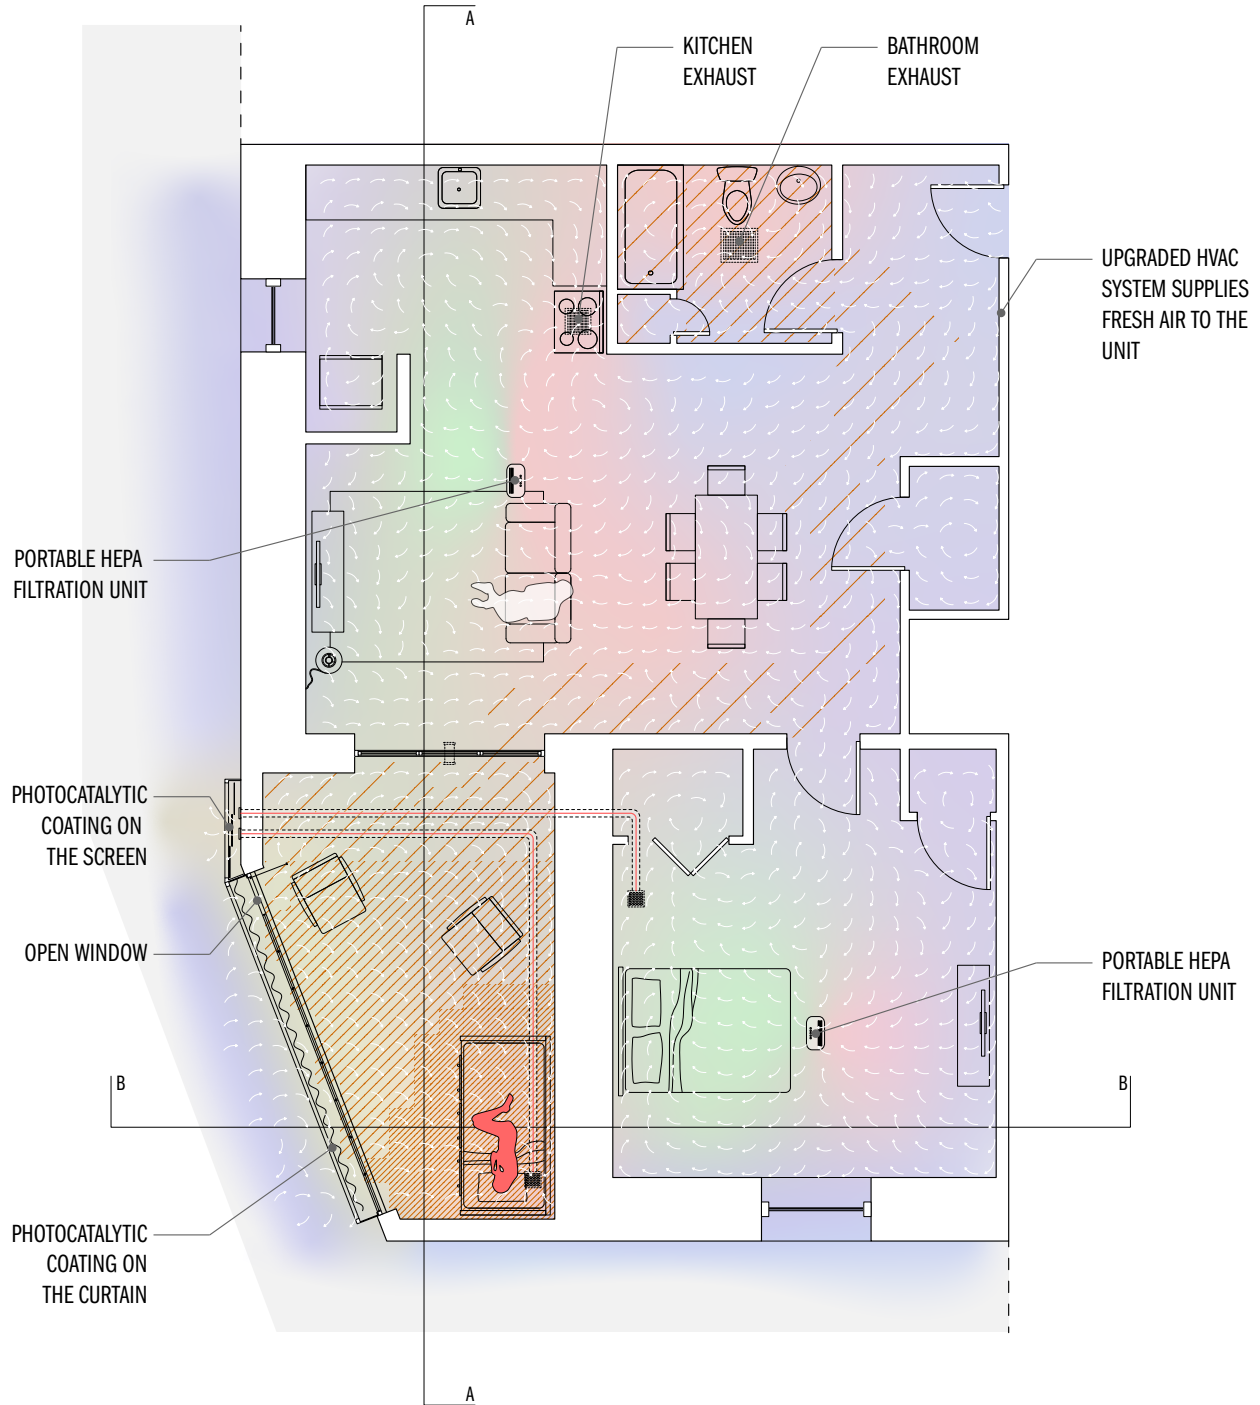 A
KITCHEN
EXHAUST
BATHROOM
EXHAUST
UPGRADED HVAC
SYSTEM SUPPLIES
FRESH AIR TO THE
UNIT
PORTABLE HEPA
FILTRATION UNIT
PHOTOCATALYTIC
COATING ON
THE SCREEN
OPEN WINDOW
PORTABLE HEPA
FILTRATION UNIT
B
B
PHOTOCATALYTIC
COATING ON
THE CURTAIN
A